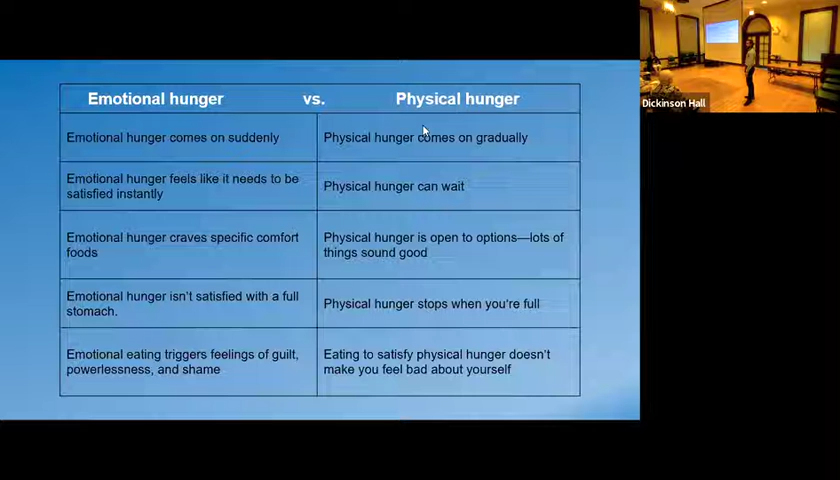 Emotional hunger vs. Physical hunger
Emotional hunger comes on suddenly
Physical hunger comes on gradually
Emotional hunger feels like it needs to be
satisfied instantly
Physical hunger can wait
Emotional hunger craves specific comfort
foods
Physical hunger is open to options—lots of
things sound good
Emotional hunger isn't satisfied with a full
stomach.
Physical hunger stops when you're full
Emotional eating triggers feelings of guilt,
powerlessness, and shame
Eating to satisfy physical hunger doesn't
make you feel bad about yourself
Dickinson Hall